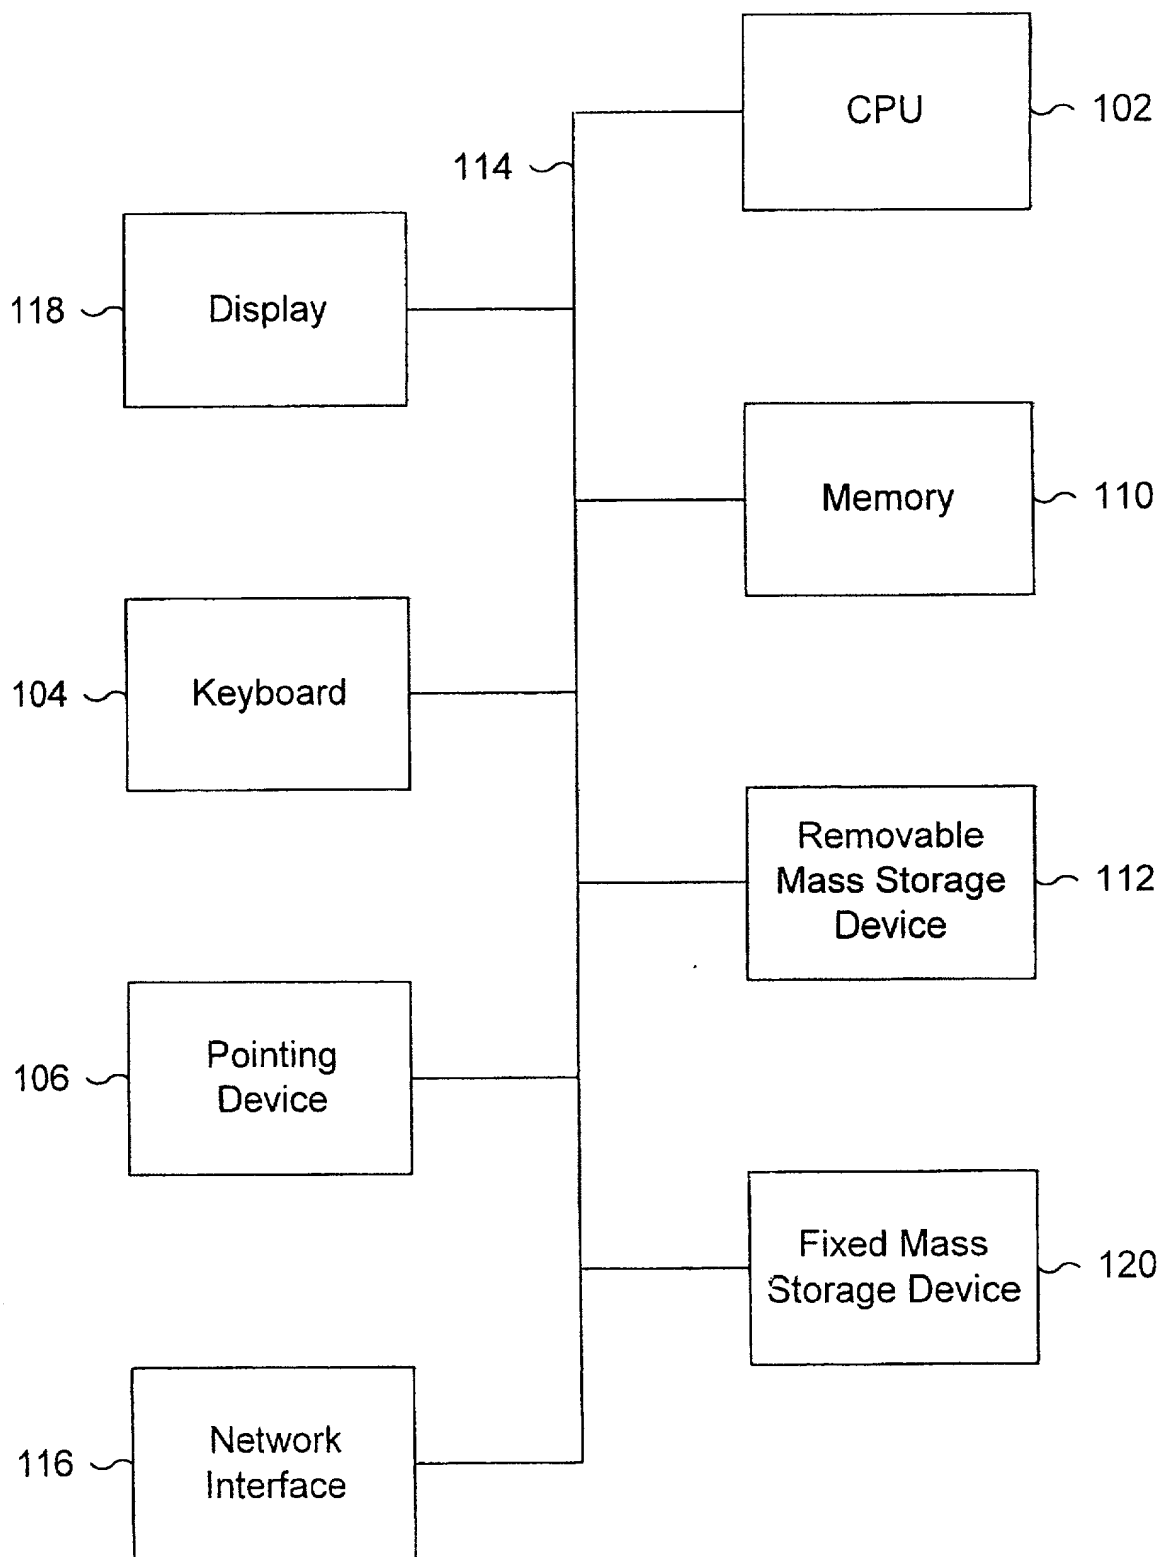 CPU
102
114
118
Display
Memory
110
104
Keyboard
Removable
Mass Storage
Device
112
106
Pointing
Device
Fixed Mass
Storage Device
120
116
Network
Interface